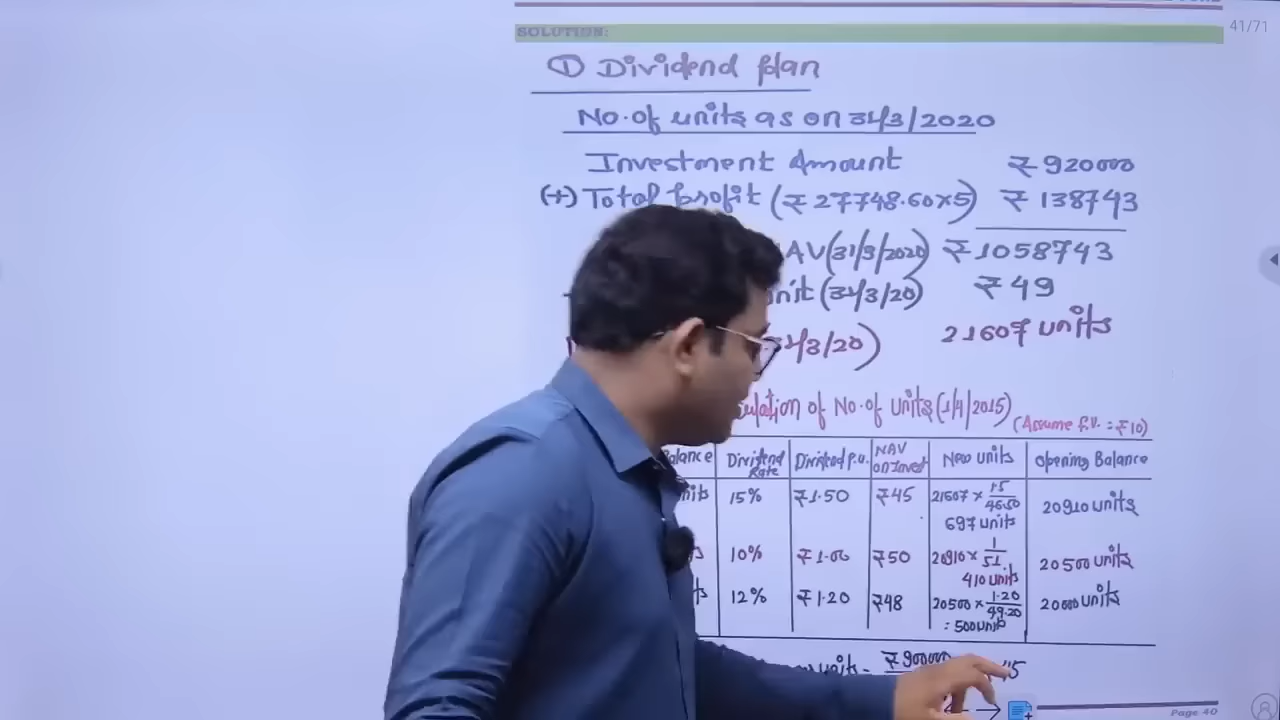 41/71
SOLUTION:
① Dividend plan
No.of units as on 31/3/2020
Investment Amount ₹920000
(+) Total profit (₹27748.60×5) ₹138743
AV(31/3/2020) ₹1058743
nit(31/3/20) ₹49
/3/20) 21607 units
ulation of No.of units(1/4/2015) (Assume f.v. = ₹10)
alance Dividend Rate Dividend p.u. NAV on Invest New units Opening Balance
nits 15% ₹1.50 ₹45 21607 × 1.5/46.50 20910 units
697 units
s 10% ₹1.00 ₹50 20910 × 1/51 20500 units
410 units
ts 12% ₹1.20 ₹48 20500 × 1.20/49.20 20000 units
: 500 units
units = ₹900000
Page 40